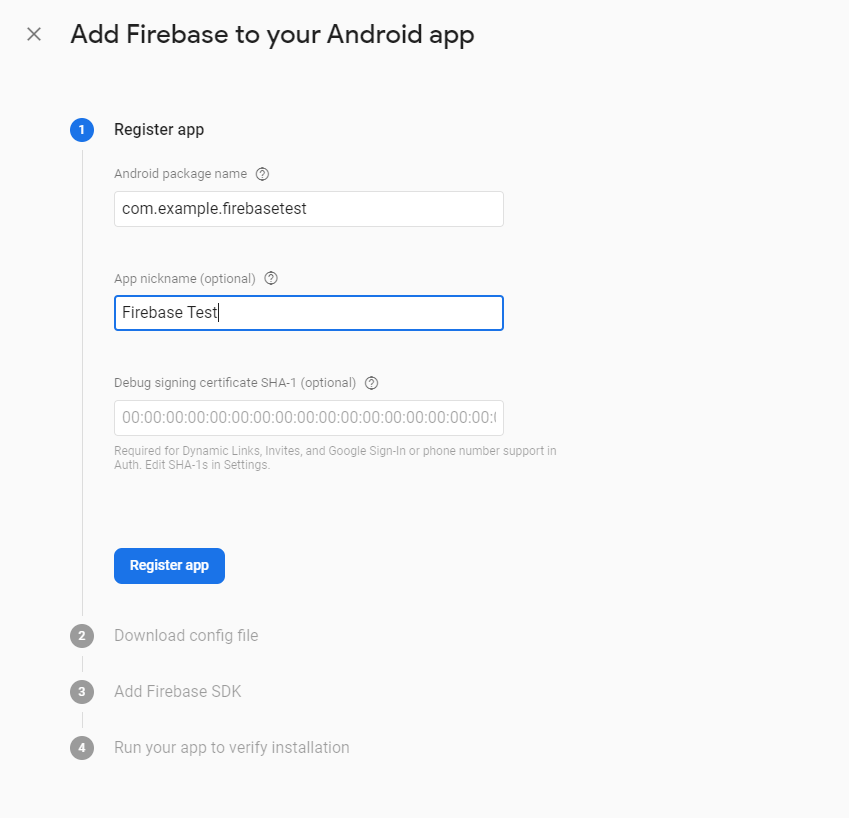 Add Firebase to your Android app
1
Register app
Android package name
com.example.firebasetest
App nickname (optional)
Firebase Test
Debug signing certificate SHA-1 (optional)
00:00:00:00:00:00:00:00:00:00:00:00:00:00:00:00:00:
Required for Dynamic Links, Invites, and Google Sign-In or phone number support in
Auth. Edit SHA-1s in Settings.
Register app
2
Download config file
3
Add Firebase SDK
4
Run your app to verify installation